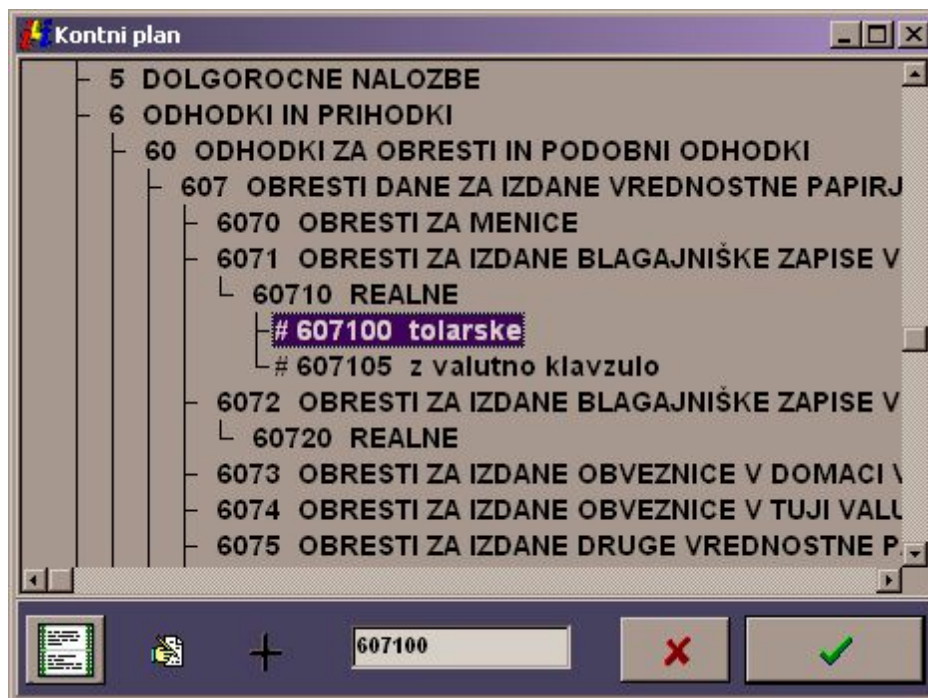 Kontni plan
5 DOLGOROCNE NALOZBE
6 ODHODKI IN PRIHODKI
60 ODHODKI ZA OBRESTI IN PODOBNI ODHODKI
607 OBRESTI DANE ZA IZDANE VREDNOSTNE PAPIRJ
6070 OBRESTI ZA MENICE
6071 OBRESTI ZA IZDANE BLAGAJNIŠKE ZAPISE V
60710 REALNE
# 607100 tolarske
# 607105 z valutno klavzulo
6072 OBRESTI ZA IZDANE BLAGAJNIŠKE ZAPISE V
60720 REALNE
6073 OBRESTI ZA IZDANE OBVEZNICE V DOMACI V
6074 OBRESTI ZA IZDANE OBVEZNICE V TUJI VALU
6075 OBRESTI ZA IZDANE DRUGE VREDNOSTNE P
607100